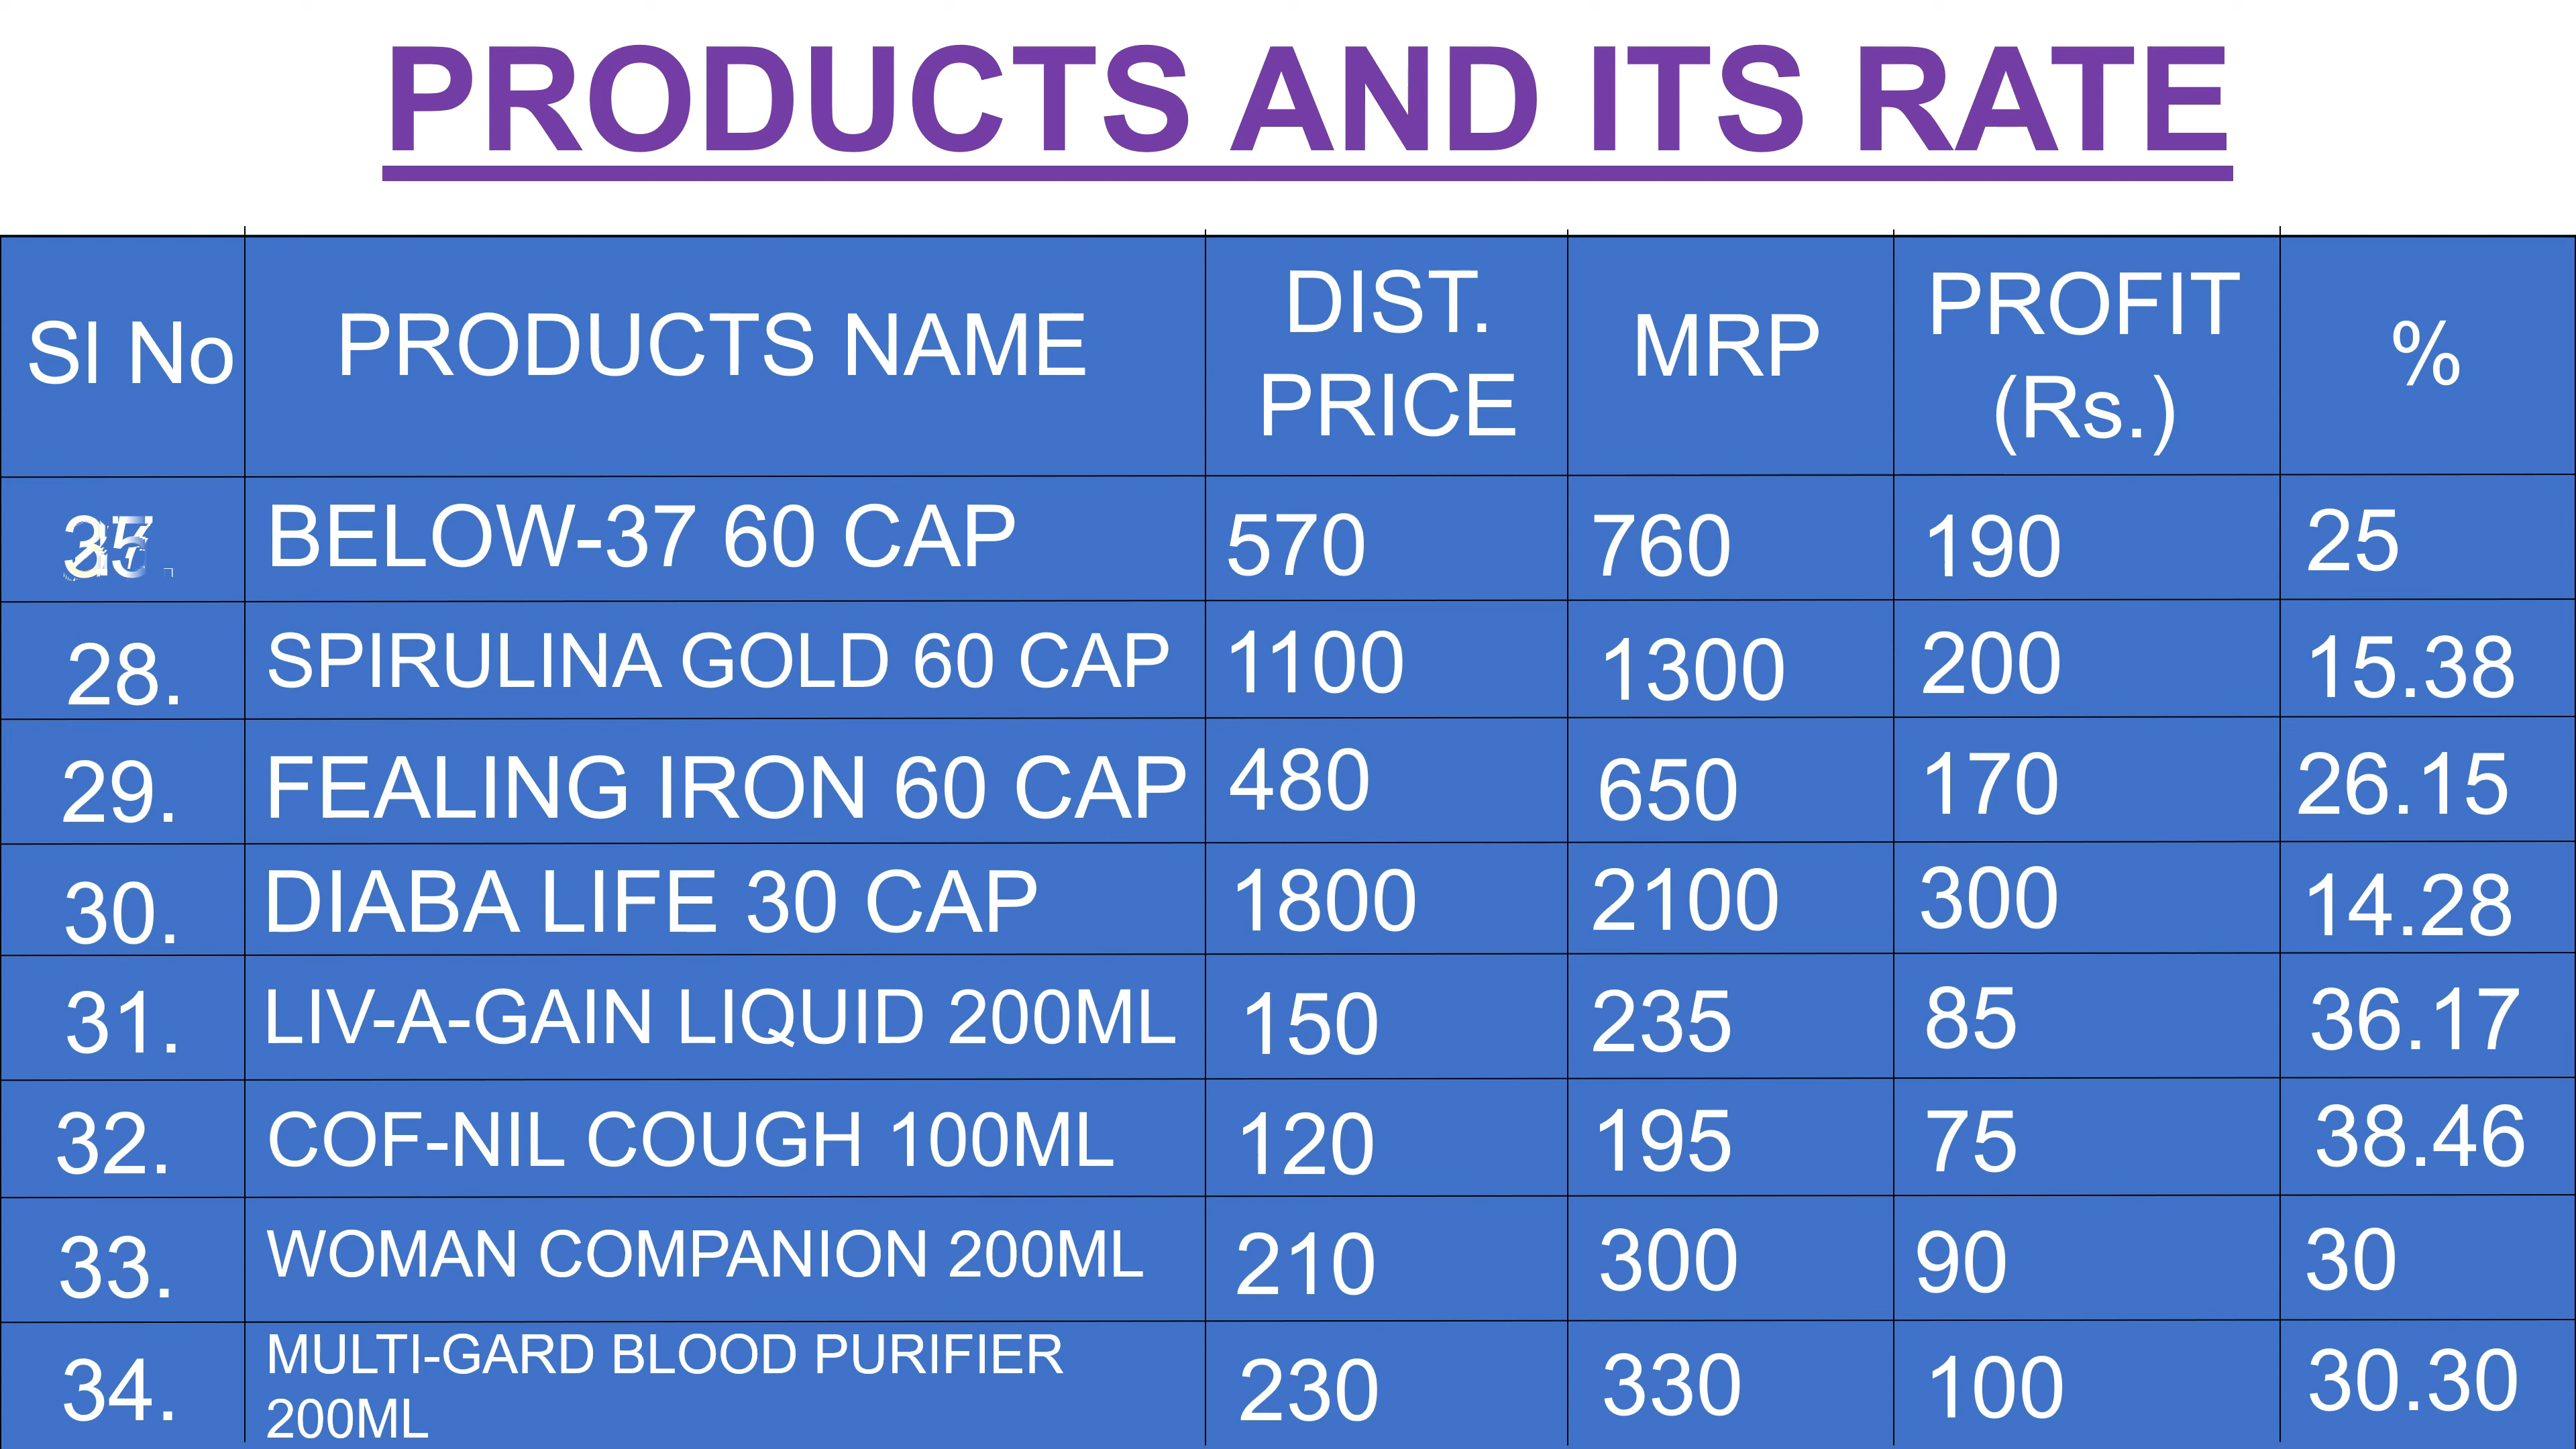 PRODUCTS AND ITS RATE
Sl No PRODUCTS NAME DIST. PRICE MRP PROFIT (Rs.) %
BELOW-37 60 CAP 570 760 190 25
28. SPIRULINA GOLD 60 CAP 1100 1300 200 15.38
29. FEALING IRON 60 CAP 480 650 170 26.15
30. DIABA LIFE 30 CAP 1800 2100 300 14.28
31. LIV-A-GAIN LIQUID 200ML 150 235 85 36.17
32. COF-NIL COUGH 100ML 120 195 75 38.46
33. WOMAN COMPANION 200ML 210 300 90 30
34. MULTI-GARD BLOOD PURIFIER 200ML 230 330 100 30.30